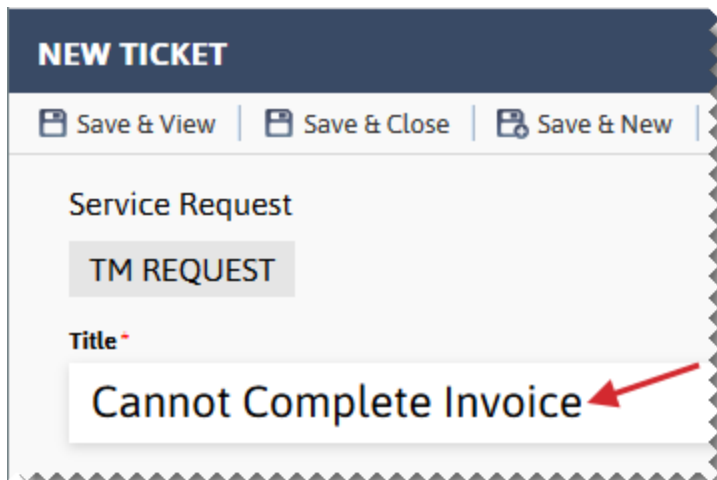 NEW TICKET
Save & View Save & Close Save & New
Service Request
TM REQUEST
Title*
Cannot Complete Invoice